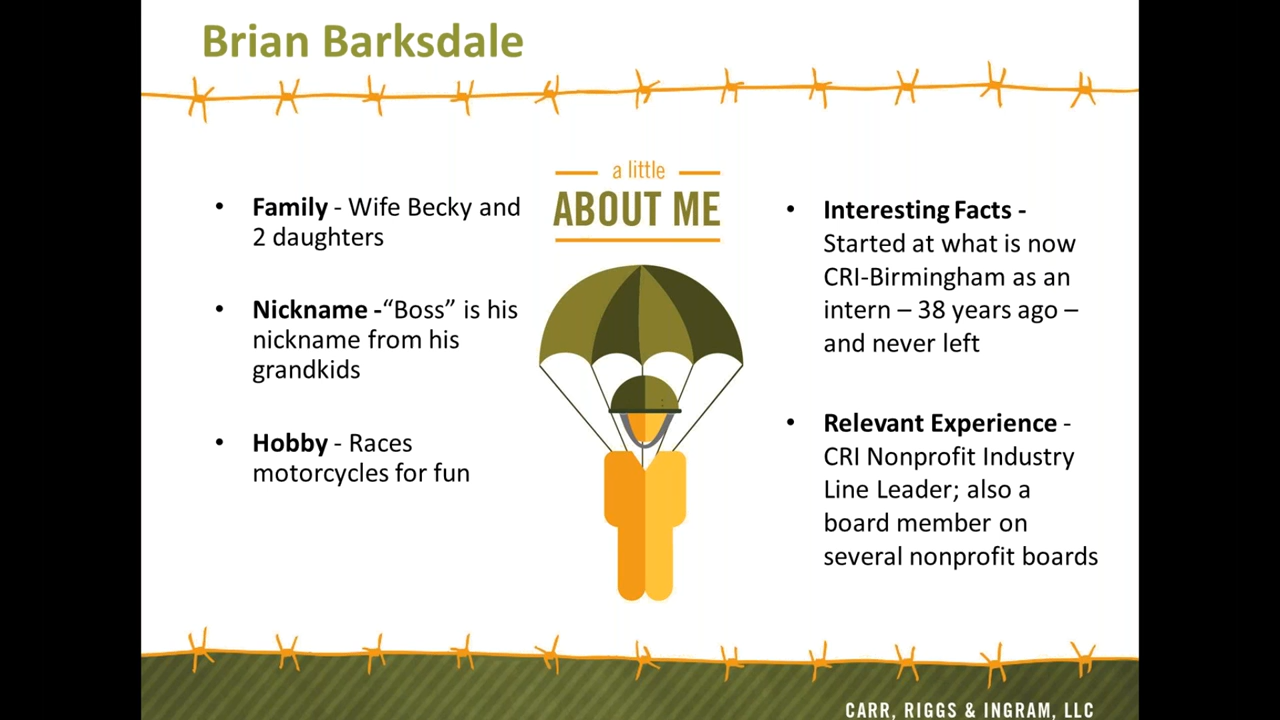 Brian Barksdale
• Family - Wife Becky and
2 daughters
• Nickname -“Boss” is his
nickname from his
grandkids
• Hobby - Races
motorcycles for fun
a little
ABOUT ME
• Interesting Facts -
Started at what is now
CRI-Birmingham as an
intern – 38 years ago –
and never left
• Relevant Experience -
CRI Nonprofit Industry
Line Leader; also a
board member on
several nonprofit boards
CARR, RIGGS & INGRAM, LLC